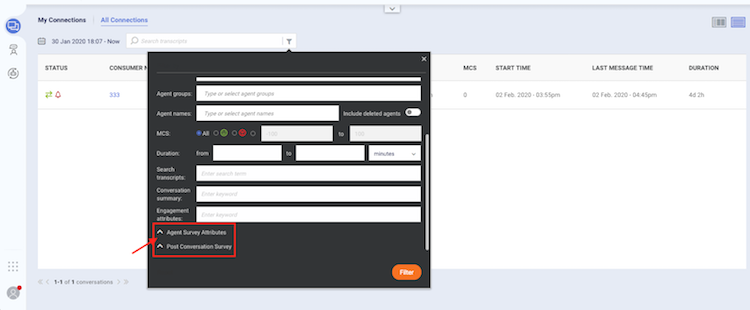 My Connections All Connections
30 Jan 2020 18:07 - Now Search transcripts
STATUS CONSUMER N MCS START TIME LAST MESSAGE TIME DURATION
333 0 02 Feb. 2020 - 03:55pm 02 Feb. 2020 - 04:45pm 4d 2h
Agent groups: Type or select agent groups
Agent names: Type or select agent names Include deleted agents
MCS: All -100 to 100
Duration: from to minutes
Search transcripts: Enter search term
Conversation summary: Enter keyword
Engagement attributes: Enter keyword
Agent Survey Attributes
Post Conversation Survey
Filter
1-1 of 1 conversations